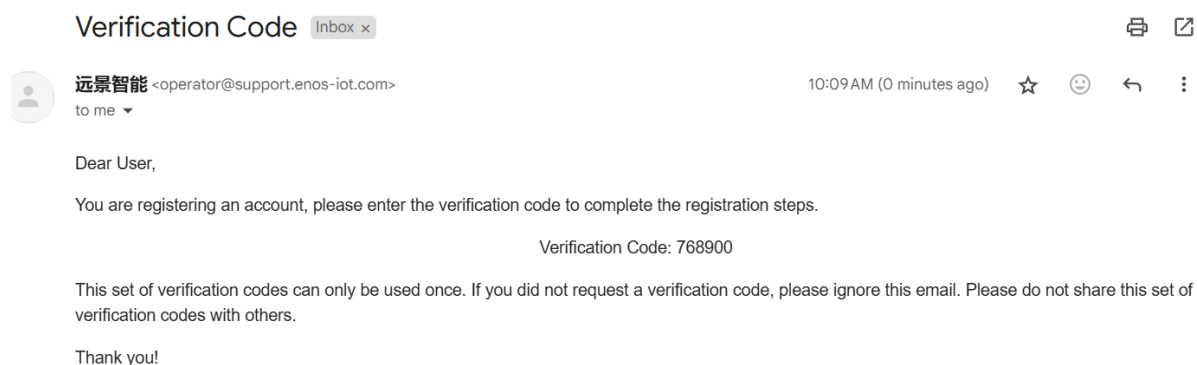 Verification Code Inbox ×
远景智能 <operator@support.enos-iot.com> 10:09 AM (0 minutes ago)
to me
Dear User,
You are registering an account, please enter the verification code to complete the registration steps.
Verification Code: 768900
This set of verification codes can only be used once. If you did not request a verification code, please ignore this email. Please do not share this set of
verification codes with others.
Thank you!